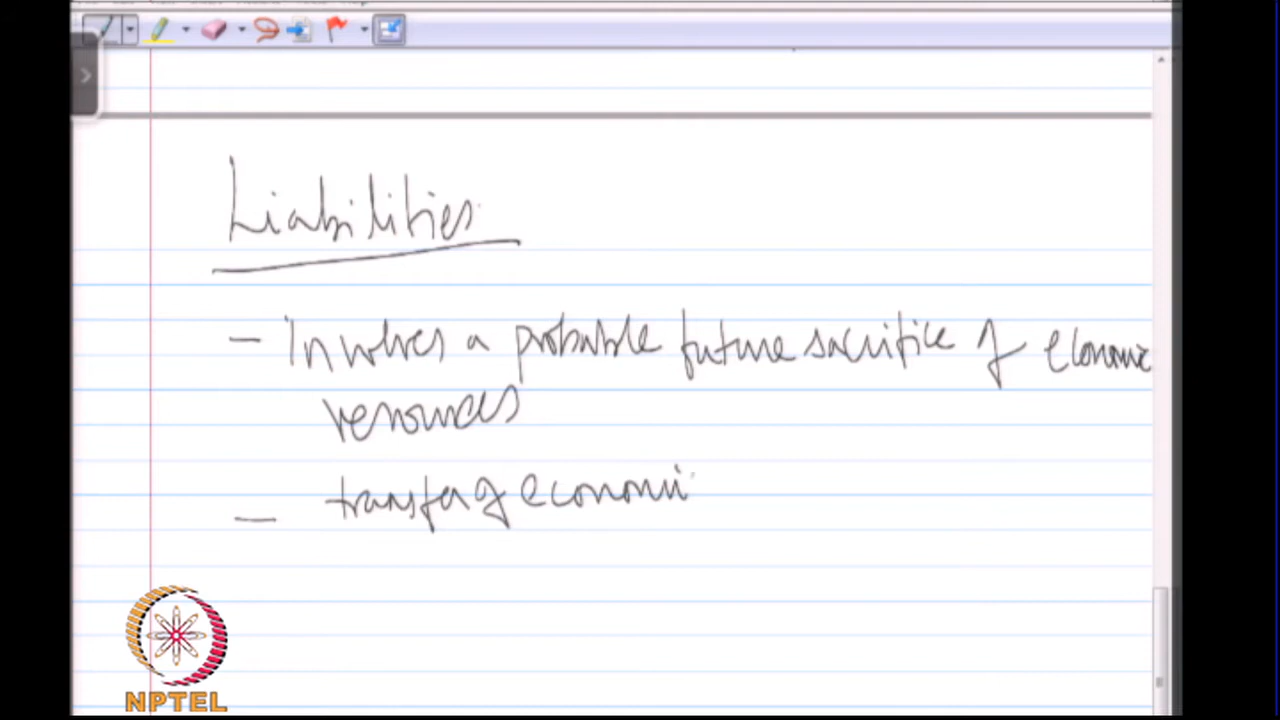 Liabilities
- Involves a probable future sacrifice of economic
resources
- transfer of economi
NPTEL